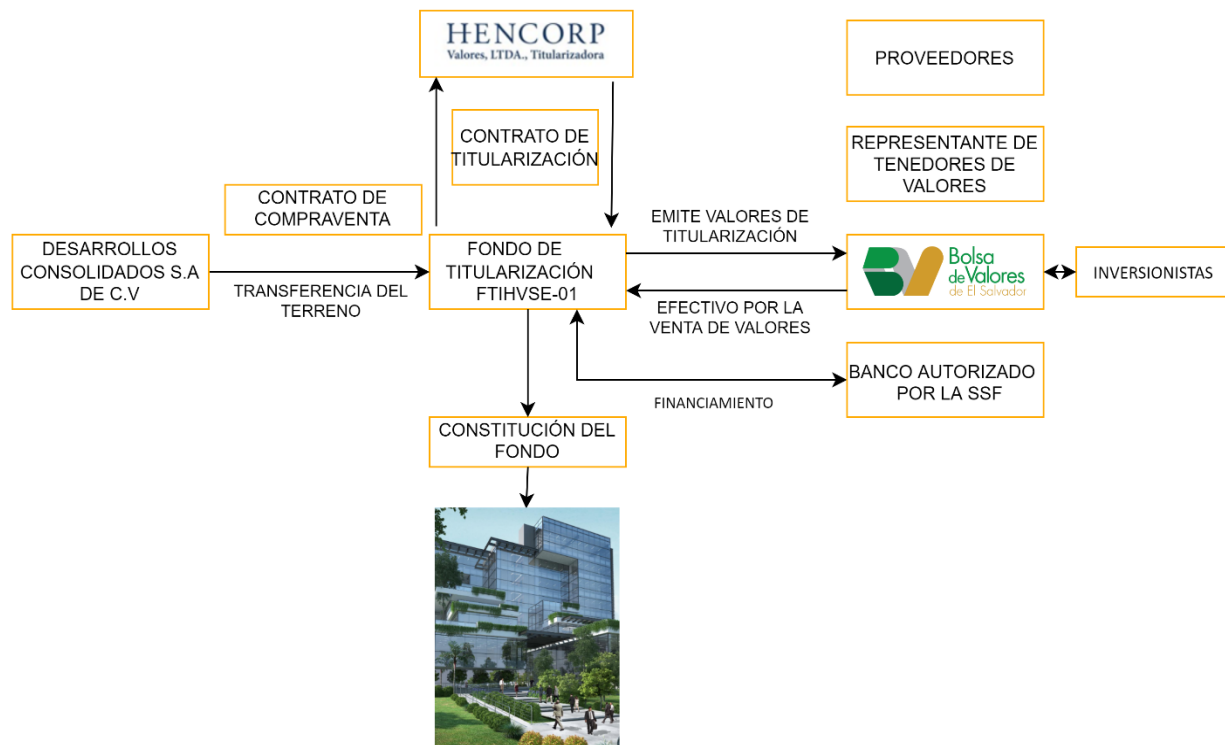 HENCORP
Valores, LTDA., Titularizadora
PROVEEDORES
CONTRATO DE
TITULARIZACIÓN
REPRESENTANTE DE
TENEDORES DE
VALORES
CONTRATO DE
COMPRAVENTA
EMITE VALORES DE
TITULARIZACIÓN
DESARROLLOS
CONSOLIDADOS S.A
DE C.V
TRANSFERENCIA DEL
TERRENO
FONDO DE
TITULARIZACIÓN
FTIHVSE-01
Bolsa
de Valores
de El Salvador
INVERSIONISTAS
EFECTIVO POR LA
VENTA DE VALORES
BANCO AUTORIZADO
POR LA SSF
FINANCIAMIENTO
CONSTITUCIÓN DEL
FONDO